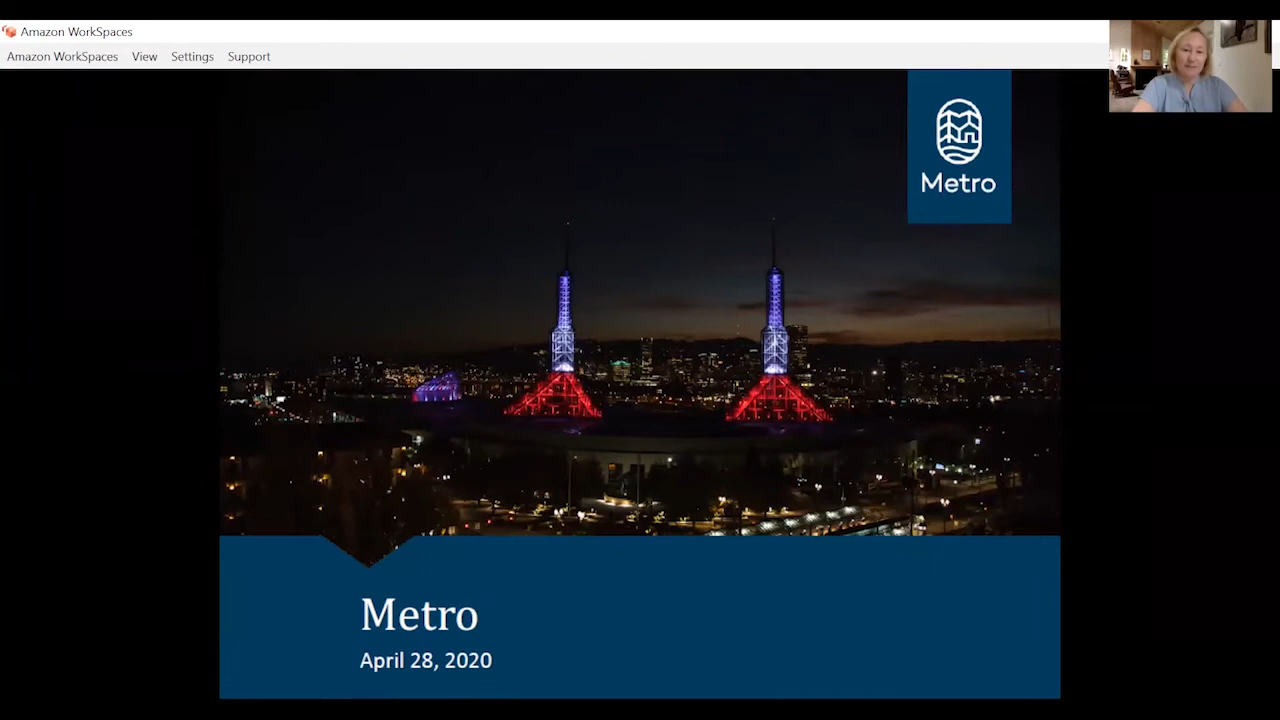 Amazon WorkSpaces
Amazon WorkSpaces View Settings Support
Metro
Metro
April 28, 2020